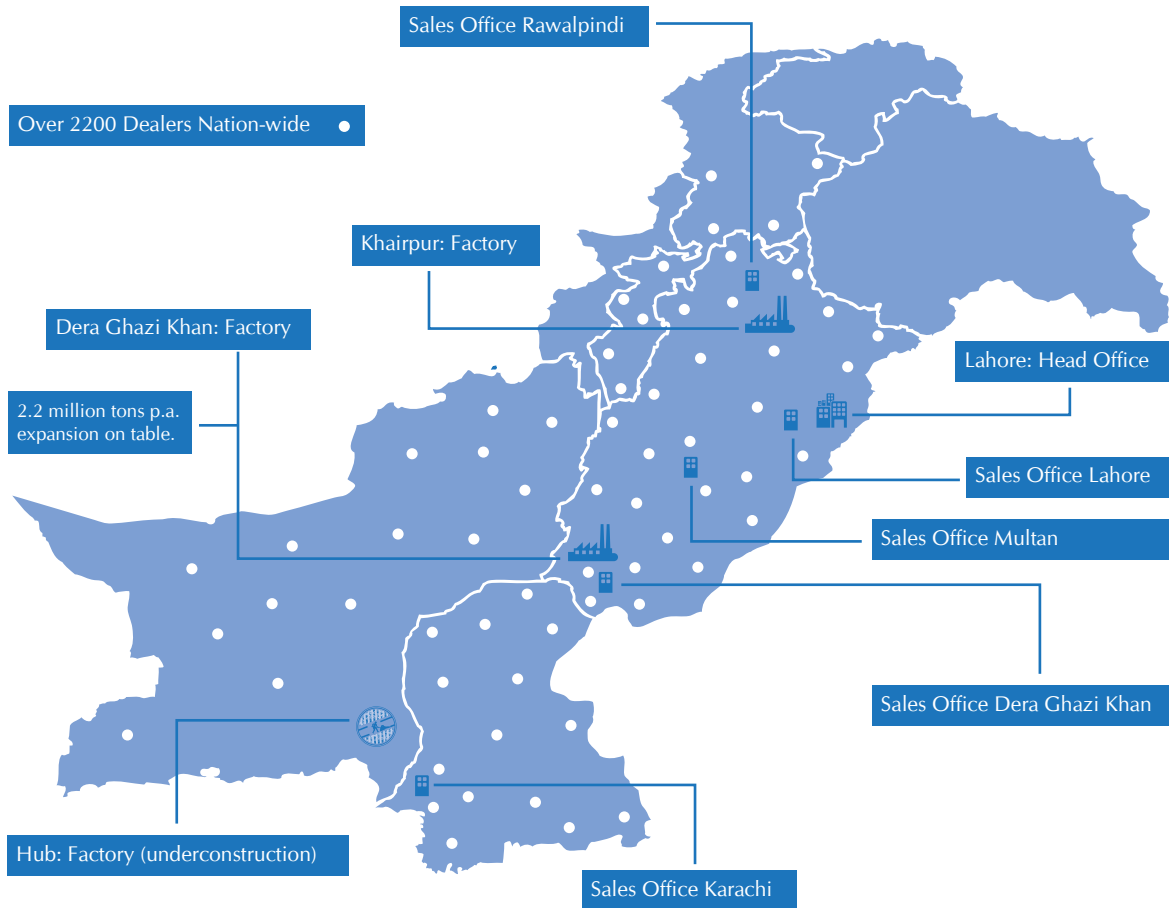 Sales Office Rawalpindi
Over 2200 Dealers Nation-wide
Khairpur: Factory
Dera Ghazi Khan: Factory
Lahore: Head Office
2.2 million tons p.a.
expansion on table.
Sales Office Lahore
Sales Office Multan
Sales Office Dera Ghazi Khan
Hub: Factory (underconstruction)
Sales Office Karachi